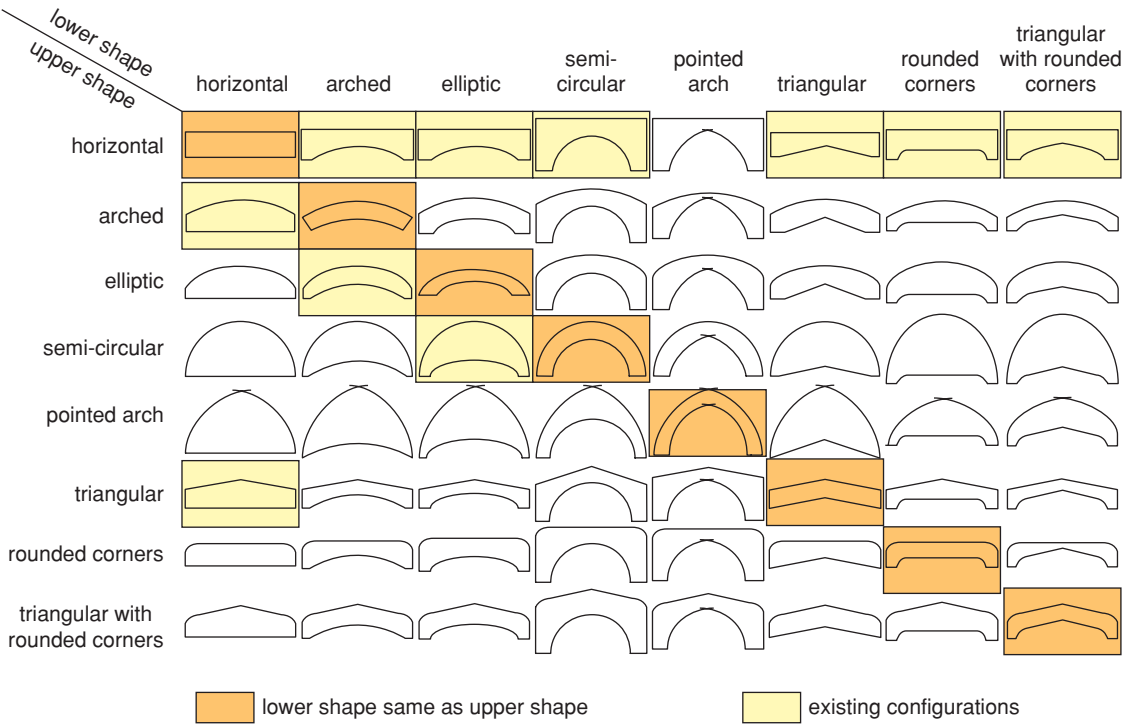 lower shape
upper shape
horizontal
arched
elliptic
semi-
circular
pointed
arch
triangular
rounded
corners
triangular
with rounded
corners
horizontal
arched
elliptic
semi-circular
pointed arch
triangular
rounded corners
triangular with
rounded corners
lower shape same as upper shape
existing configurations